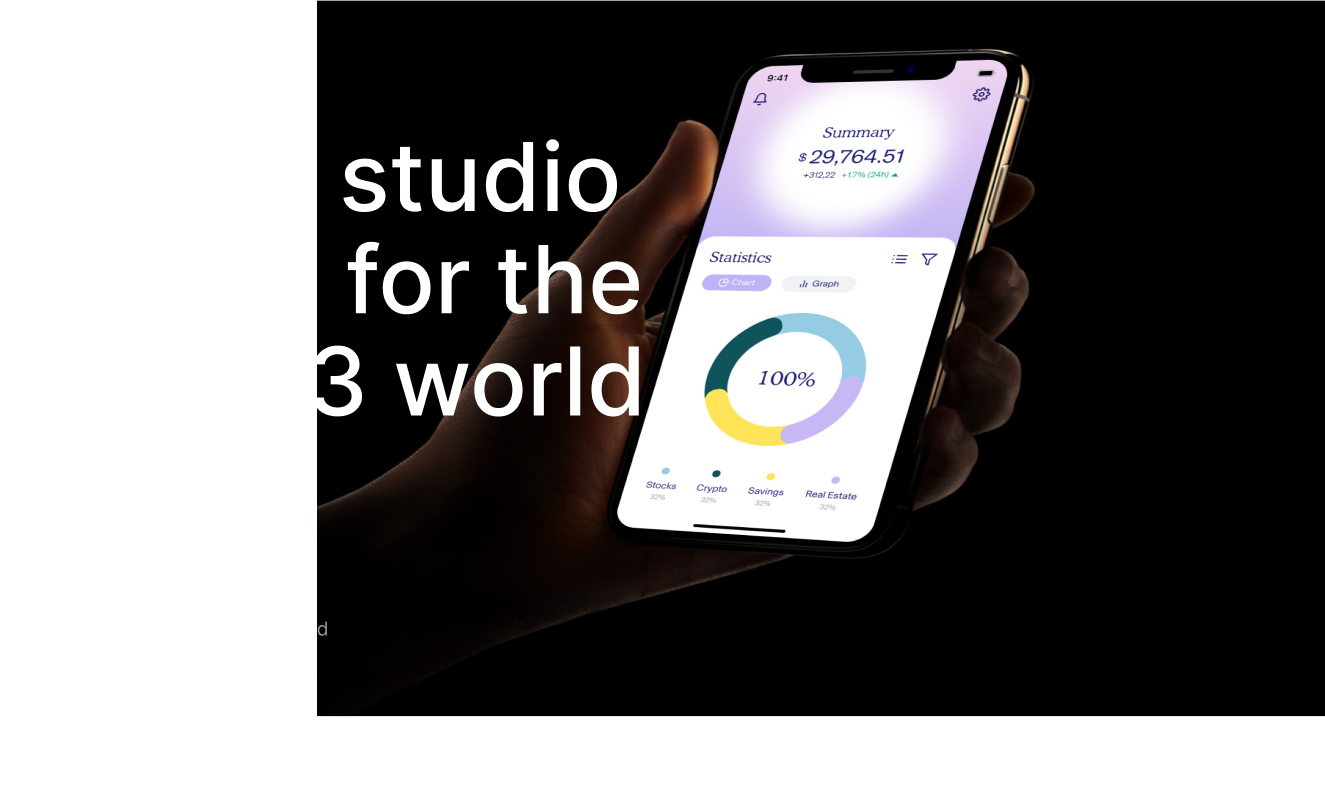 studio
for the
3 world
d
9:41
Summary
$ 29,764.51
+312,22 +1.7% (24h)
Statistics
Chart Graph
100%
Stocks Crypto Savings Real Estate
32% 32% 32% 32%